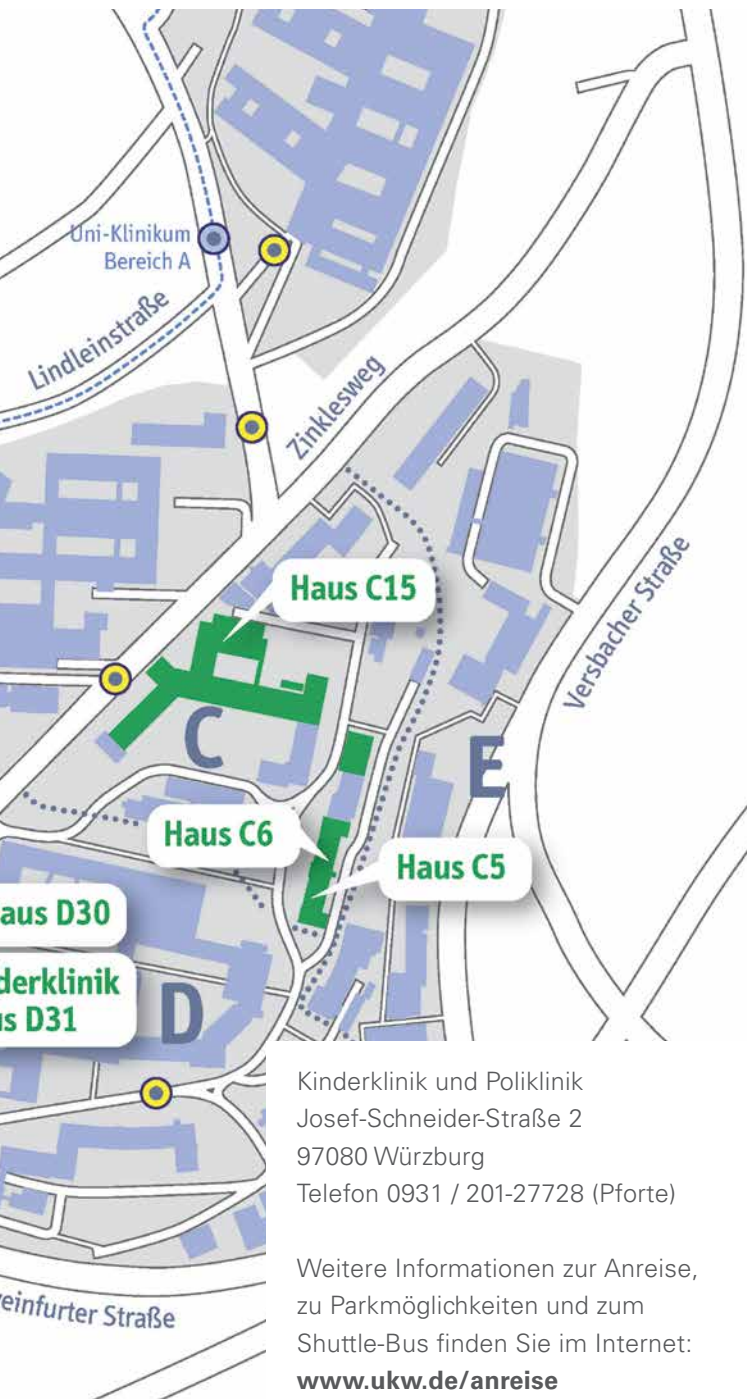 Uni-Klinikum
Bereich A
Lindleinstraße
Zinklesweg
Haus C15
Versbacher Straße
C
E
Haus C6
Haus C5
aus D30
derklinik
us D31
D
einfurter Straße
Kinderklinik und Poliklinik
Josef-Schneider-Straße 2
97080 Würzburg
Telefon 0931 / 201-27728 (Pforte)
Weitere Informationen zur Anreise,
zu Parkmöglichkeiten und zum
Shuttle-Bus finden Sie im Internet:
www.ukw.de/anreise